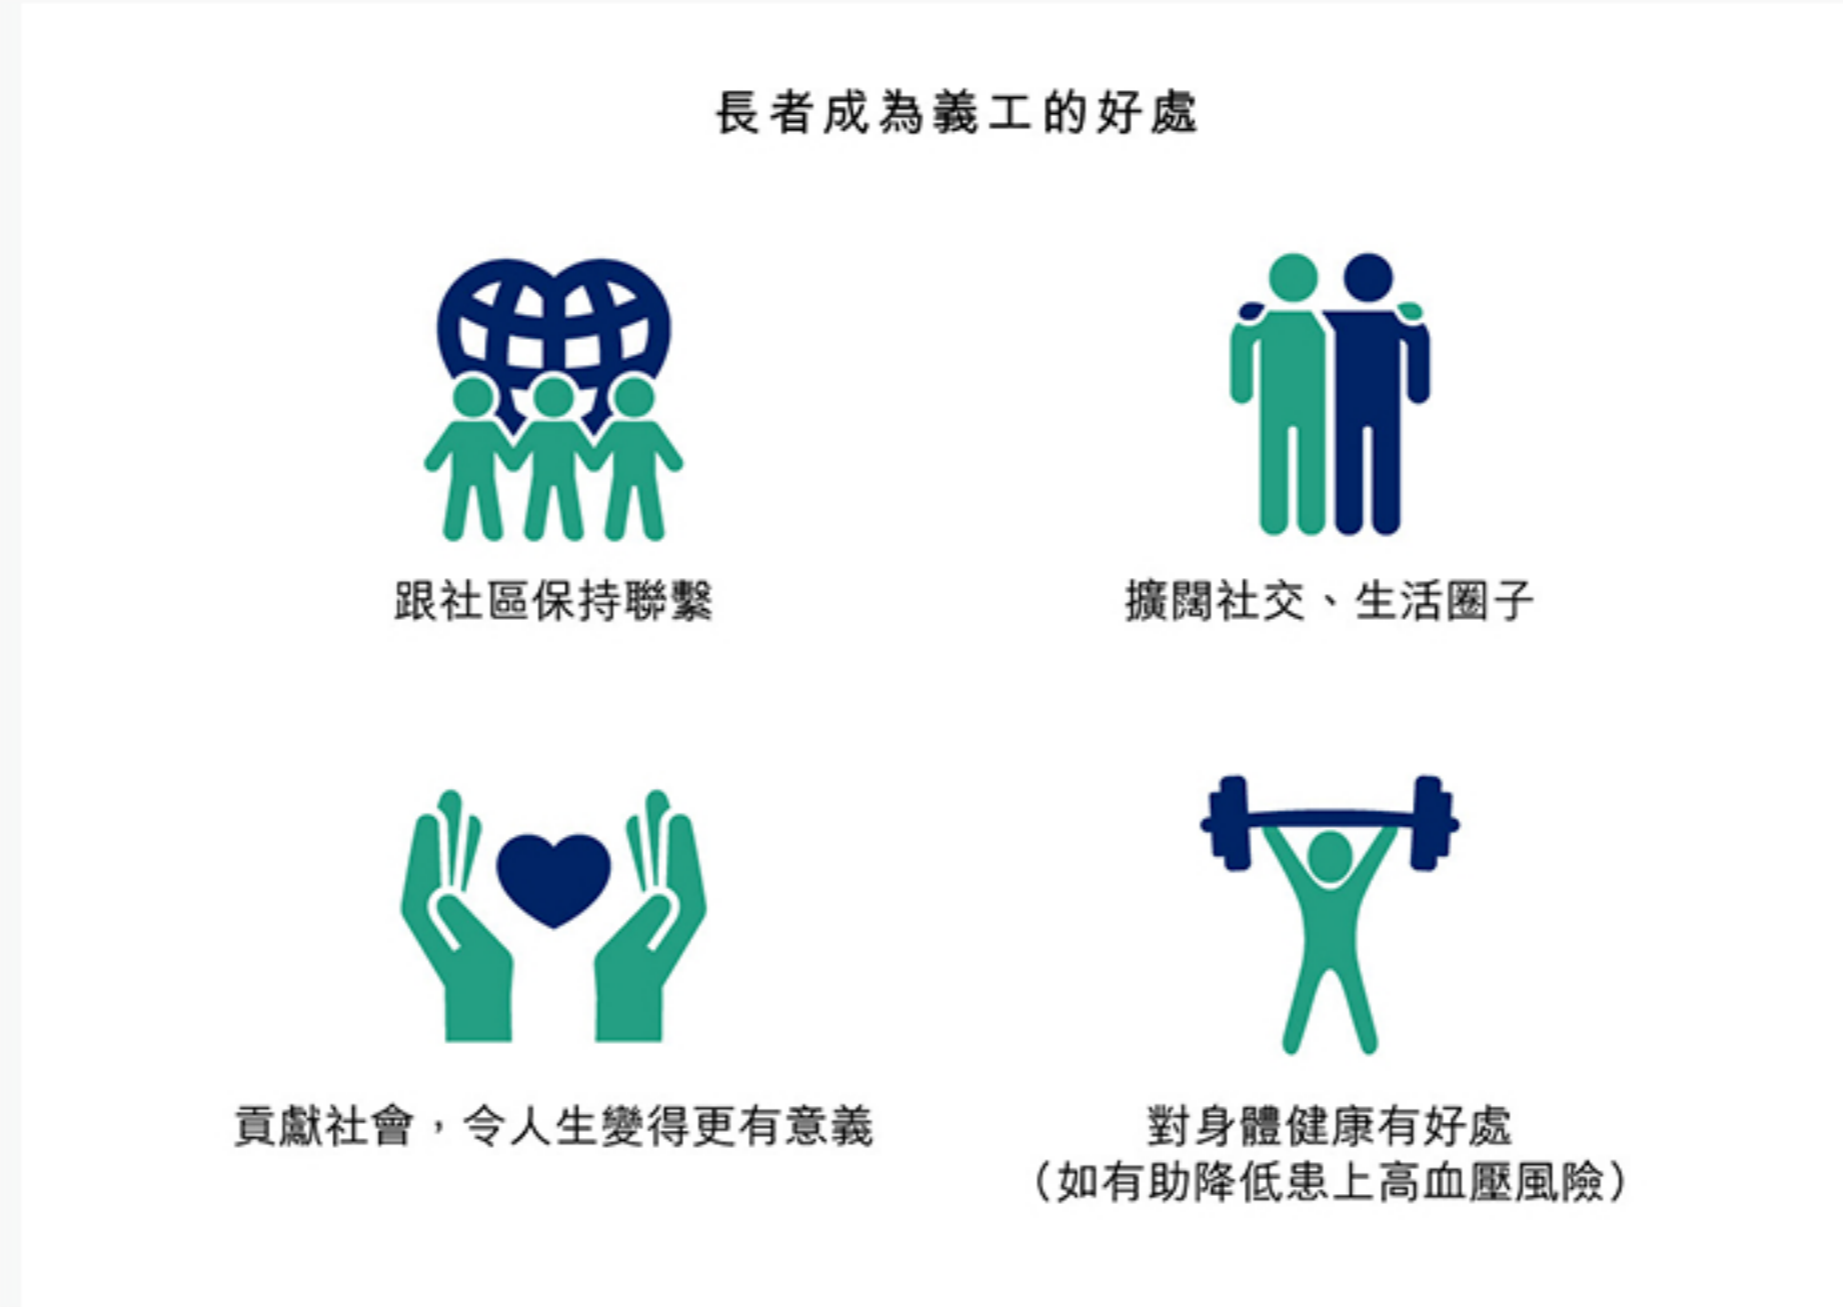 長者成為義工的好處
跟社區保持聯繫
擴闊社交、生活圈子
貢獻社會，令人生變得更有意義
對身體健康有好處
（如有助降低患上高血壓風險）